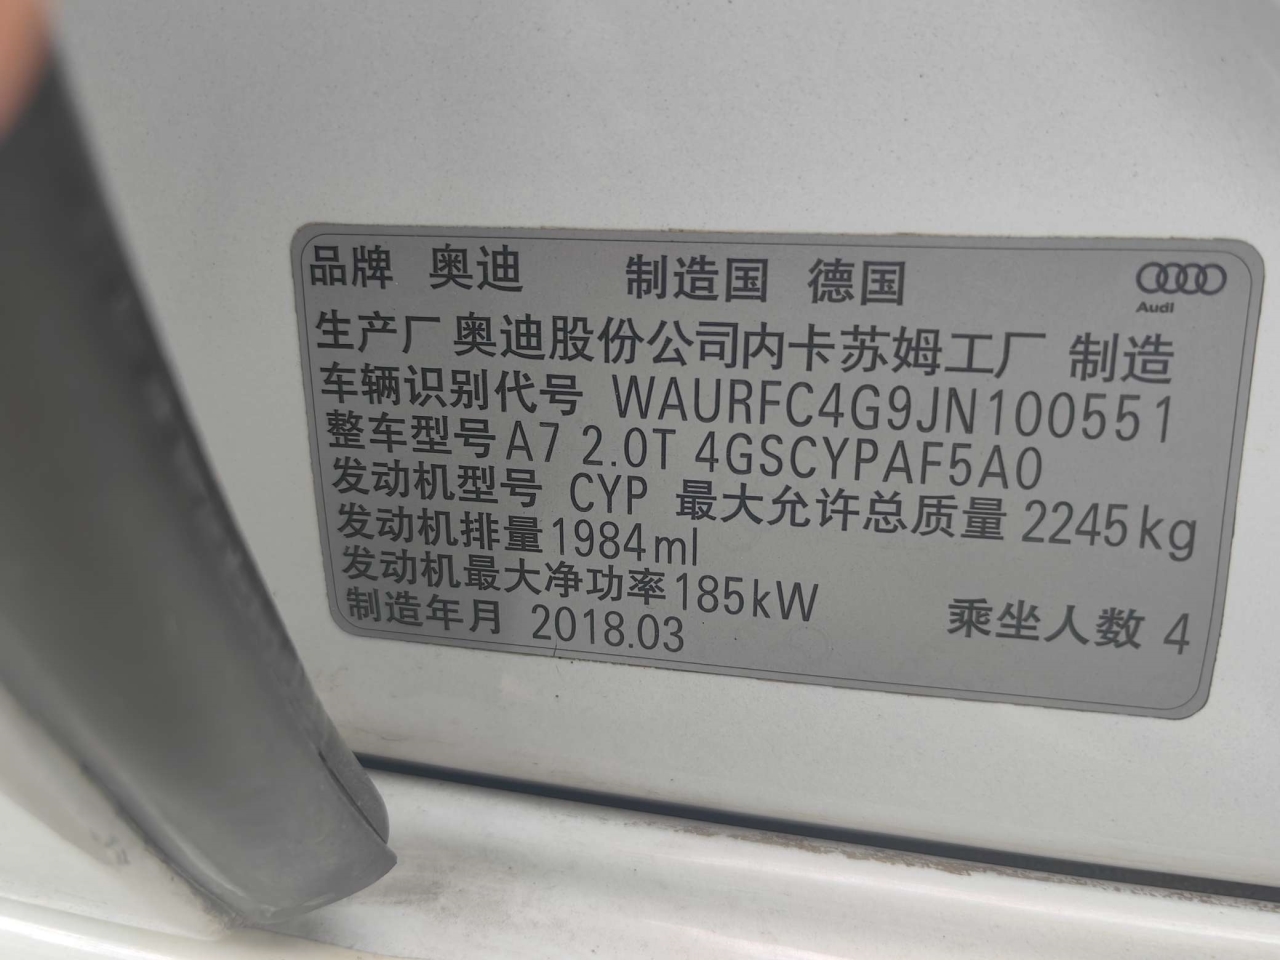 品牌 奥迪 制造国 德国
Audi
生产厂 奥迪股份公司内卡苏姆工厂 制造
车辆识别代号 WAURFC4G9JN100551
整车型号 A7 2.0T 4GSCYPAF5A0
发动机型号 CYP 最大允许总质量 2245kg
发动机排量 1984ml
发动机最大净功率 185kW 乘坐人数 4
制造年月 2018.03